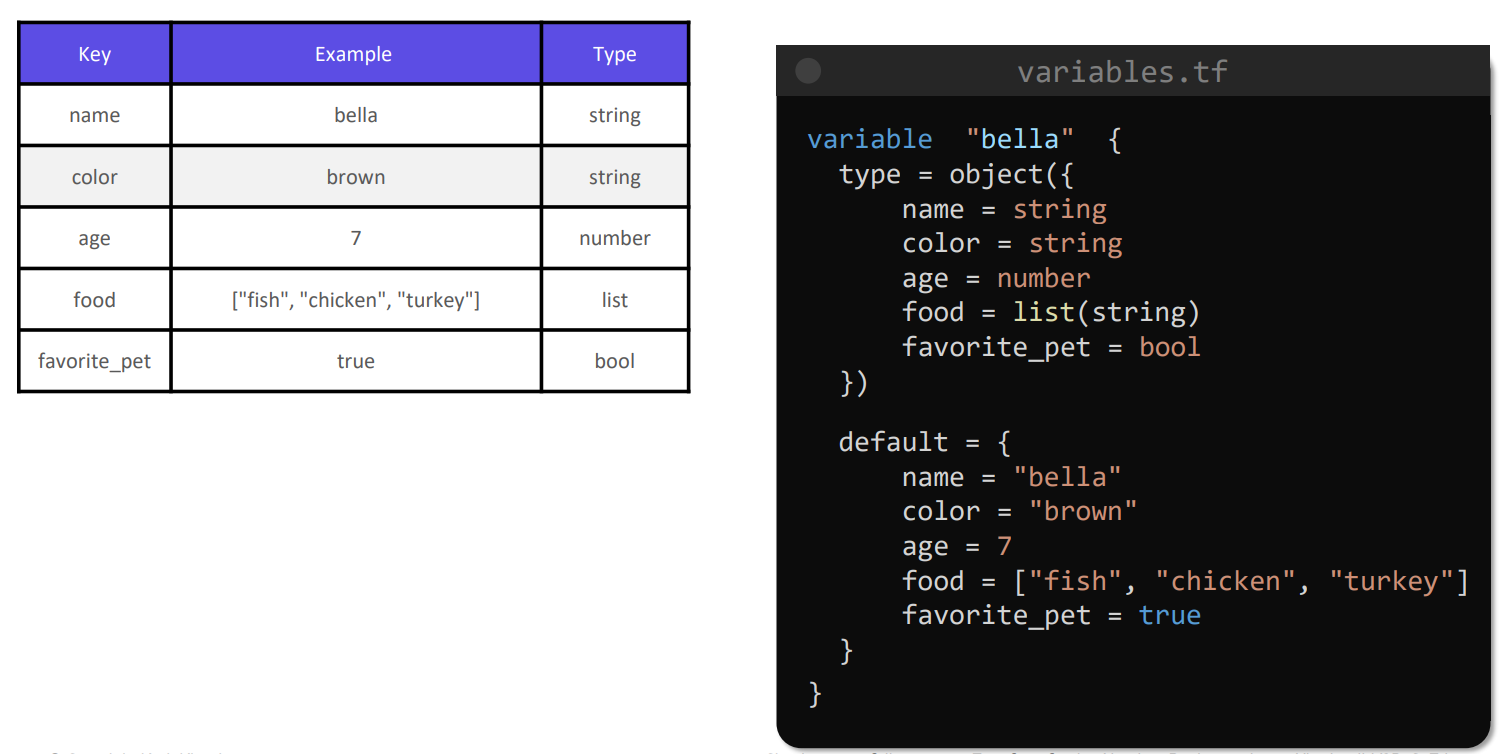 Key Example Type
name bella string
color brown string
age 7 number
food ["fish", "chicken", "turkey"] list
favorite_pet true bool
variables.tf
variable "bella" {
  type = object({
      name = string
      color = string
      age = number
      food = list(string)
      favorite_pet = bool
  })
  default = {
      name = "bella"
      color = "brown"
      age = 7
      food = ["fish", "chicken", "turkey"]
      favorite_pet = true
  }
}